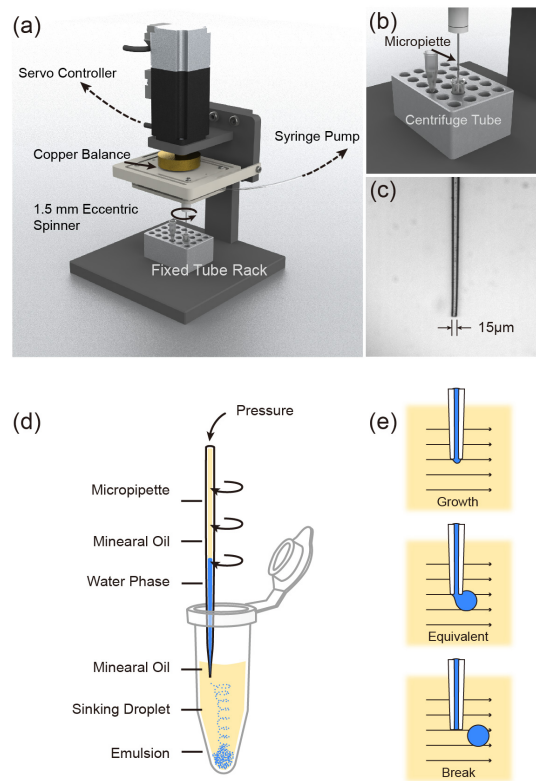 (a)
Servo Controller
Copper Balance
Syringe Pump
1.5 mm Eccentric
Spinner
Fixed Tube Rack
(b)
Micropiette
Centrifuge Tube
(c)
15μm
(d)
Pressure
Micropipette
Minearal Oil
Water Phase
Minearal Oil
Sinking Droplet
Emulsion
(e)
Growth
Equivalent
Break